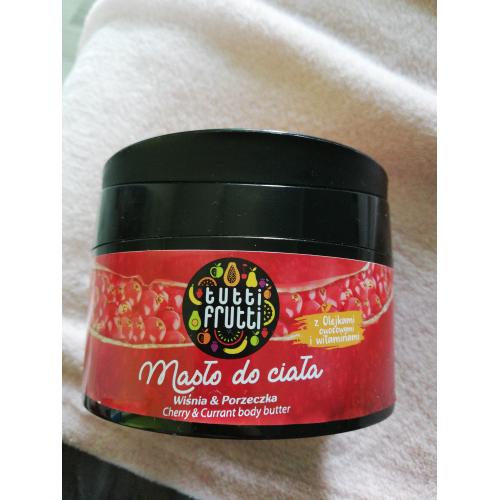 tutti
frutti
z Olejkami
owocowymi
i witaminami
Masło do ciała
Wiśnia & Porzeczka
Cherry & Currant body butter